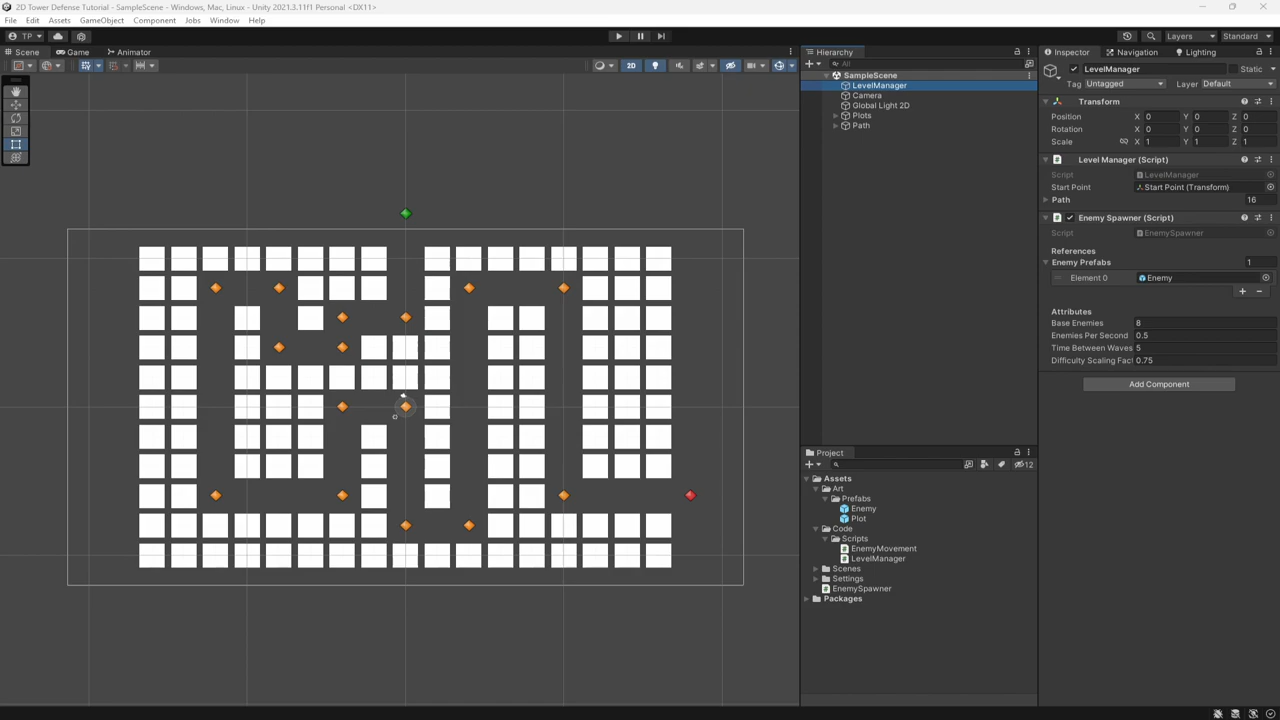 2D Tower Defense Tutorial - SampleScene - Windows, Mac, Linux - Unity 2021.3.11f1 Personal <DX11>
File Edit Assets GameObject Component Jobs Window Help
TP Layers Standard
Scene Game Animator
2D
Hierarchy
All
SampleScene
LevelManager
Camera
Global Light 2D
Plots
Path
Inspector Navigation Lighting
LevelManager Static
Tag Untagged Layer Default
Transform
Position X 0 Y 0 Z 0
Rotation X 0 Y 0 Z 0
Scale X 1 Y 1 Z 1
Level Manager (Script)
Script LevelManager
Start Point Start Point (Transform)
Path 16
Enemy Spawner (Script)
Script EnemySpawner
References
Enemy Prefabs 1
Element 0 Enemy
Attributes
Base Enemies 8
Enemies Per Second 0.5
Time Between Waves 5
Difficulty Scaling Fact 0.75
Add Component
Project
12
Assets
Art
Prefabs
Enemy
Plot
Code
Scripts
EnemyMovement
LevelManager
Scenes
Settings
EnemySpawner
Packages